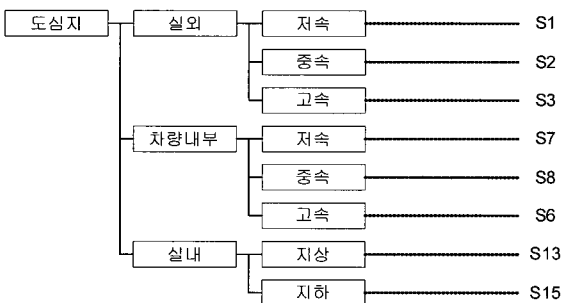 도심지 실외 저속 S1
중속 S2
고속 S3
차량내부 저속 S7
중속 S8
고속 S6
실내 지상 S13
지하 S15